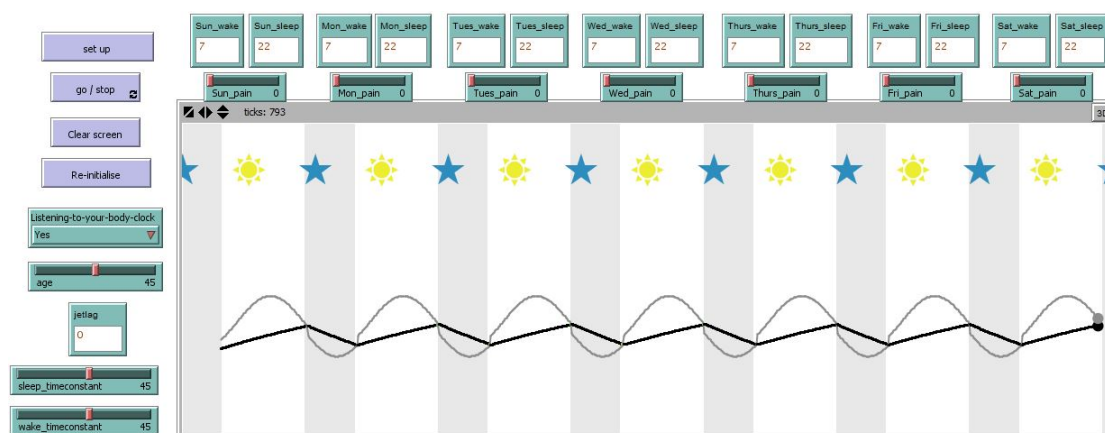 set up
go / stop
Clear screen
Re-initialise
Listening-to-your-body-clock
Yes
age 45
jetlag
0
sleep_timeconstant 45
wake_timeconstant 45
Sun_wake Sun_sleep Mon_wake Mon_sleep Tues_wake Tues_sleep Wed_wake Wed_sleep Thurs_wake Thurs_sleep Fri_wake Fri_sleep Sat_wake Sat_sleep
7 22 7 22 7 22 7 22 7 22 7 22 7 22
Sun_pain 0 Mon_pain 0 Tues_pain 0 Wed_pain 0 Thurs_pain 0 Fri_pain 0 Sat_pain 0
ticks: 793